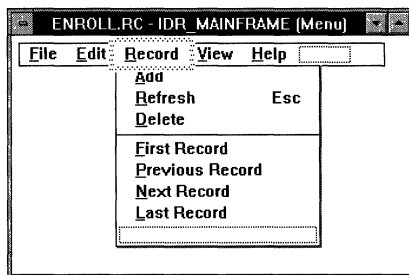 ENROLL.RC - IDR_MAINFRAME (Menu)
File Edit Record View Help
Add
Refresh Esc
Delete
First Record
Previous Record
Next Record
Last Record